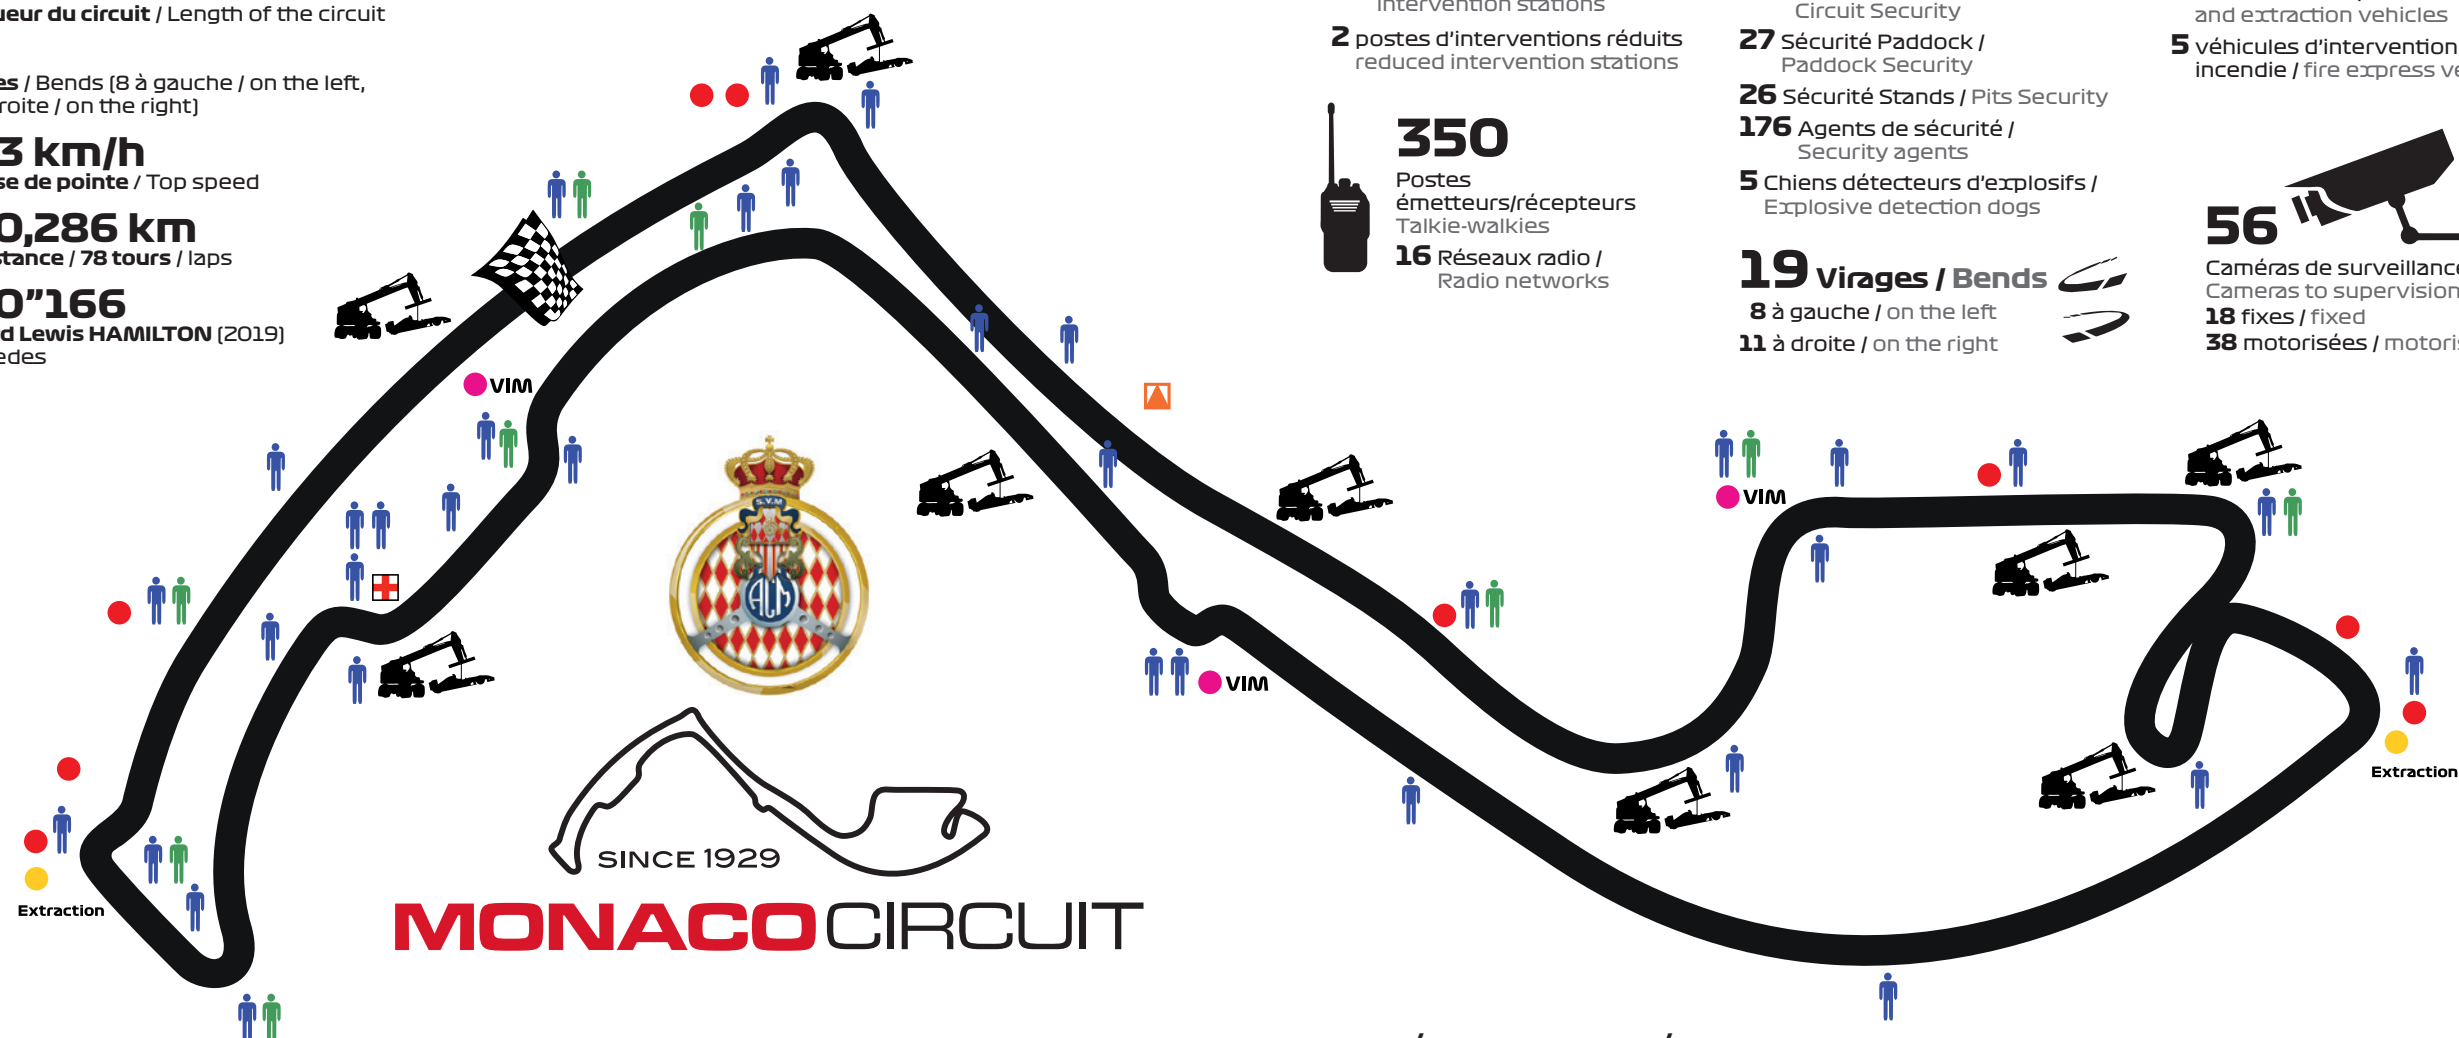 ueur du circuit / Length of the circuit
es / Bends (8 à gauche / on the left,
roite / on the right)
3 km/h
se de pointe / Top speed
0,286 km
stance / 78 tours / laps
0”166
d Lewis HAMILTON (2019)
edes
intervention stations
2 postes d'interventions réduits
reduced intervention stations
350
Postes
émetteurs/récepteurs
Talkie-walkies
16 Réseaux radio /
Radio networks
Circuit Security
27 Sécurité Paddock /
Paddock Security
26 Sécurité Stands / Pits Security
176 Agents de sécurité /
Security agents
5 Chiens détecteurs d'explosifs /
Explosive detection dogs
19 Virages / Bends
8 à gauche / on the left
11 à droite / on the right
and extraction vehicles
5 véhicules d'intervention
incendie / fire express ve
56
Caméras de surveillance
Cameras to supervision
18 fixes / fixed
38 motorisées / motoris
VIM
VIM
VIM
Extraction
Extraction
S.V.M
ACM
SINCE 1929
MONACO CIRCUIT